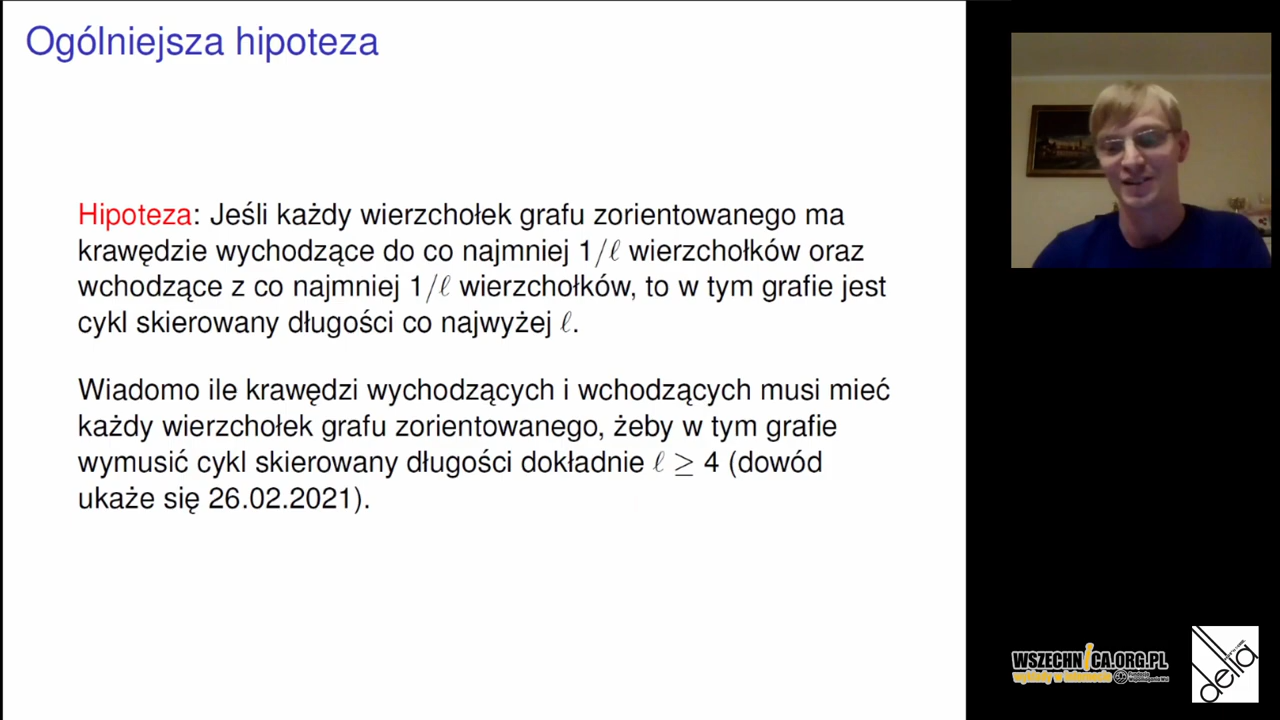 Ogólniejsza hipoteza
Hipoteza: Jeśli każdy wierzchołek grafu zorientowanego ma
krawędzie wychodzące do co najmniej 1/ℓ wierzchołków oraz
wchodzące z co najmniej 1/ℓ wierzchołków, to w tym grafie jest
cykl skierowany długości co najwyżej ℓ.
Wiadomo ile krawędzi wychodzących i wchodzących musi mieć
każdy wierzchołek grafu zorientowanego, żeby w tym grafie
wymusić cykl skierowany długości dokładnie ℓ ≥ 4 (dowód
ukaże się 26.02.2021).
WSZECHNICA.ORG.PL
wykłady w internecie
delta